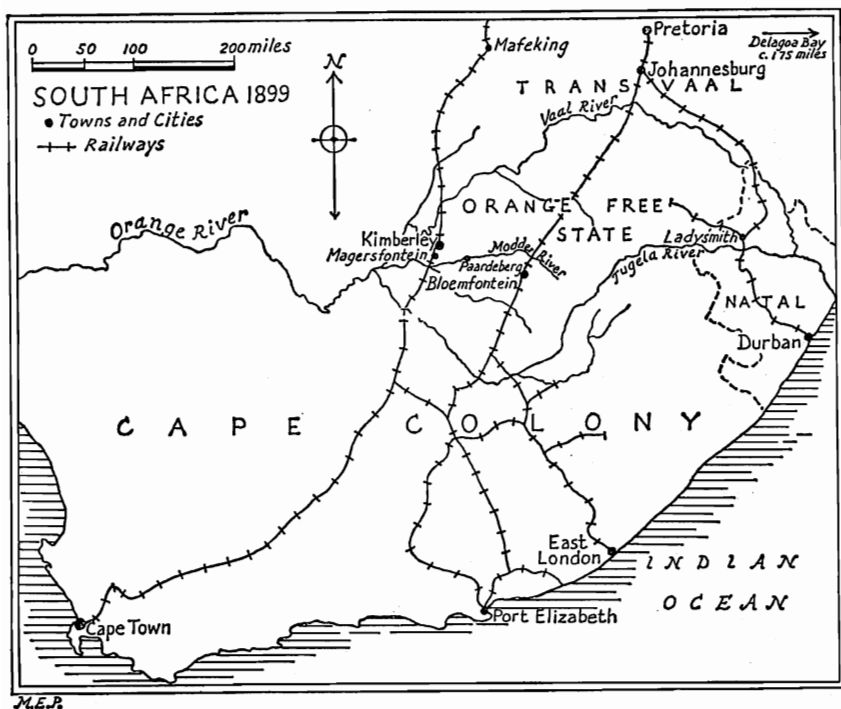 0 50 100 200 miles
SOUTH AFRICA 1899
Towns and Cities
Railways
N
Mafeking
Pretoria
Delagoa Bay
c. 175 miles
Johannesburg
TRANSVAAL
Vaal River
Orange River
ORANGE FREE
STATE
Kimberley
Magersfontein
Modder River
Paardeberg
Bloemfontein
Ladysmith
Tugela River
NATAL
Durban
CAPE COLONY
East
London
INDIAN
OCEAN
Port Elizabeth
Cape Town
M.E.P.